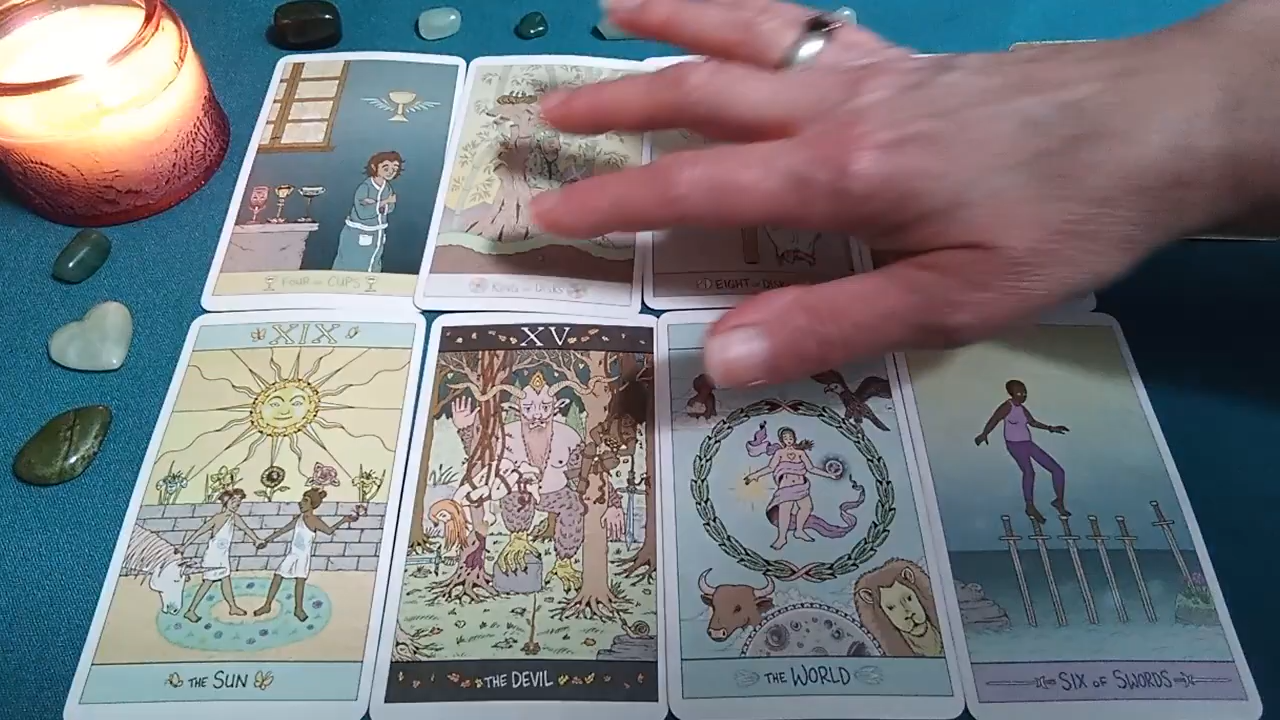 FOUR OF CUPS
KING OF DISKS
EIGHT OF DISKS
XIX
XV
THE SUN
THE DEVIL
THE WORLD
SIX OF SWORDS